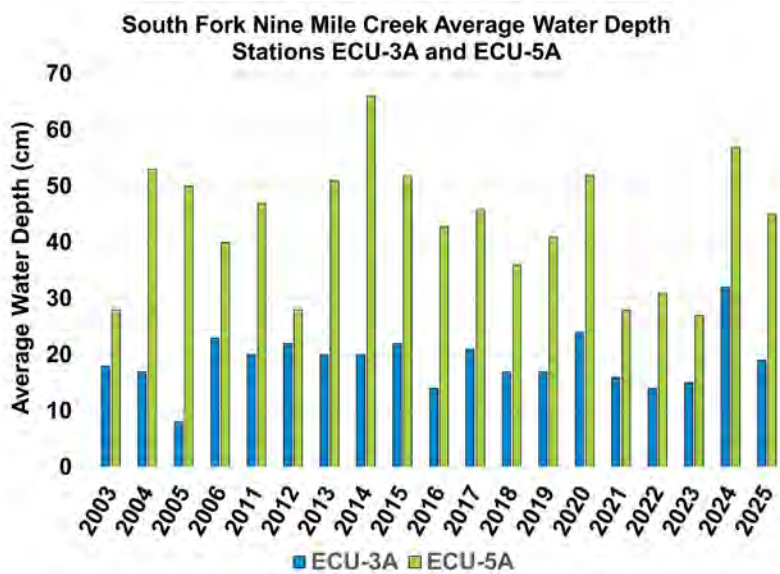 South Fork Nine Mile Creek Average Water Depth
Stations ECU-3A and ECU-5A
Average Water Depth (cm)
70
60
50
40
30
20
10
0
2003 2004 2005 2006 2011 2012 2013 2014 2015 2016 2017 2018 2019 2020 2021 2022 2023 2024 2025
ECU-3A ECU-5A